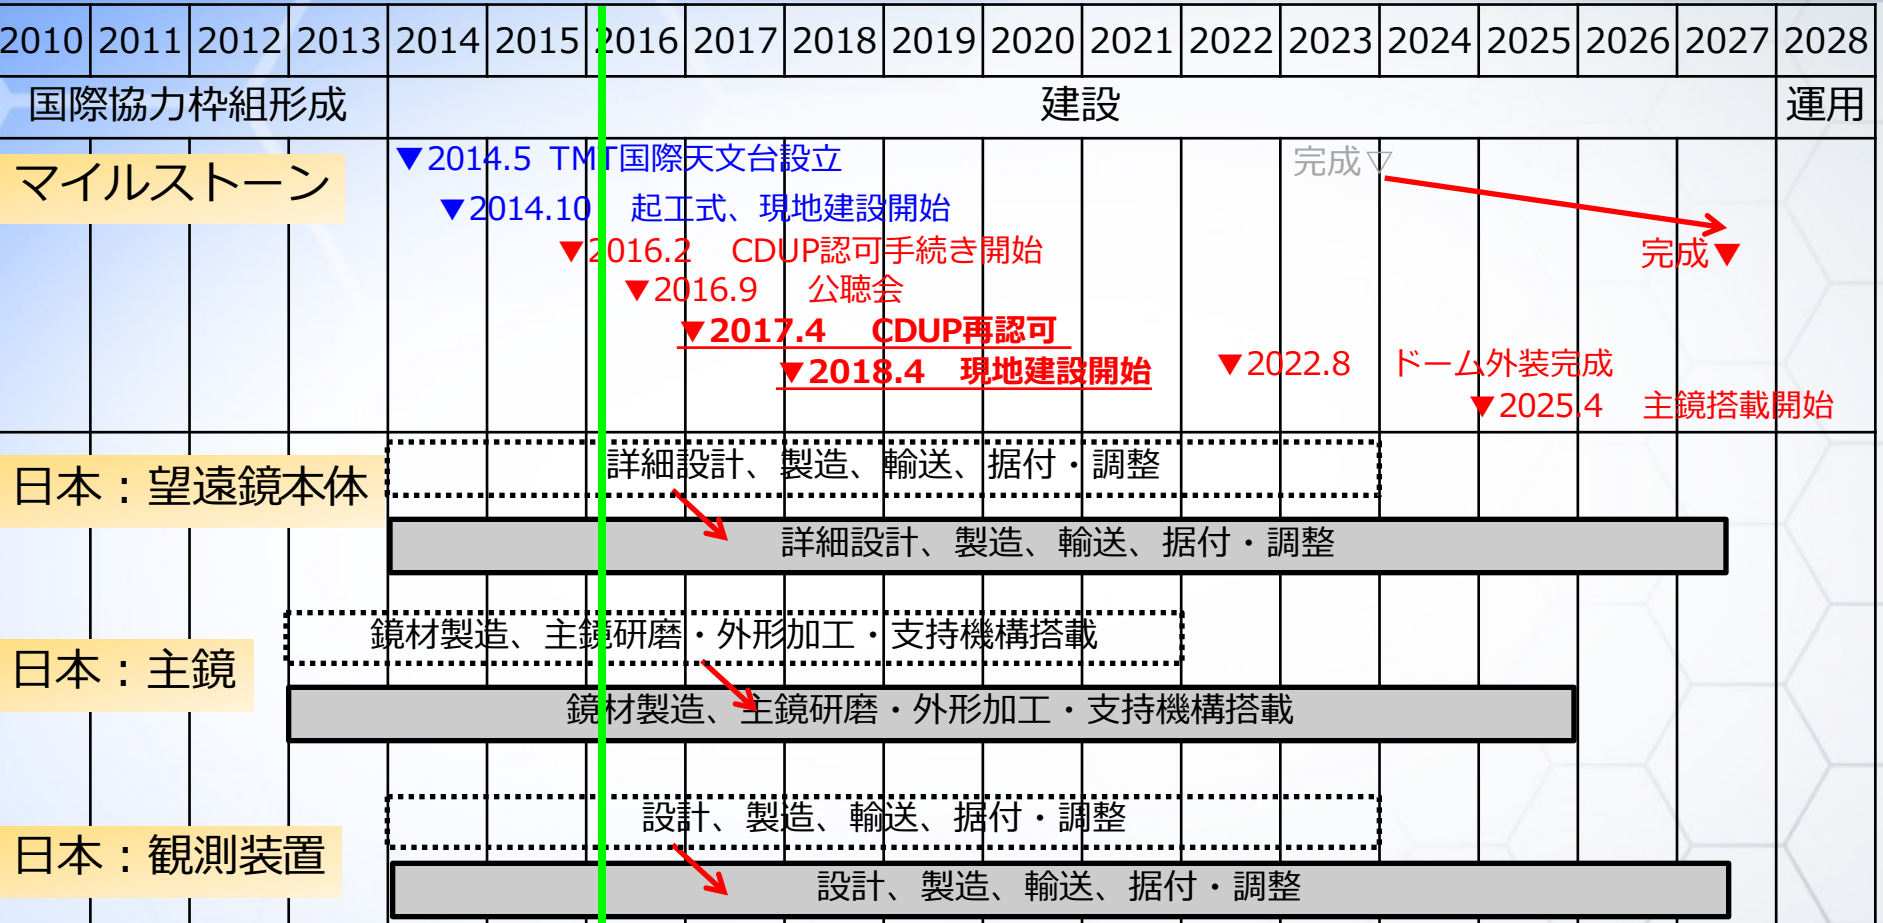 2010 2011 2012 2013 2014 2015 2016 2017 2018 2019 2020 2021 2022 2023 2024 2025 2026 2027 2028
国際協力枠組形成 建設 運用
マイルストーン
▼2014.5 TMT国際天文台設立
完成▽
▼2014.10 起工式、現地建設開始
▼2016.2 CDUP認可手続き開始
完成▼
▼2016.9 公聴会
▼2017.4 CDUP再認可
▼2018.4 現地建設開始
▼2022.8 ドーム外装完成
▼2025.4 主鏡搭載開始
日本：望遠鏡本体
詳細設計、製造、輸送、据付・調整
詳細設計、製造、輸送、据付・調整
日本：主鏡
鏡材製造、主鏡研磨・外形加工・支持機構搭載
鏡材製造、主鏡研磨・外形加工・支持機構搭載
日本：観測装置
設計、製造、輸送、据付・調整
設計、製造、輸送、据付・調整